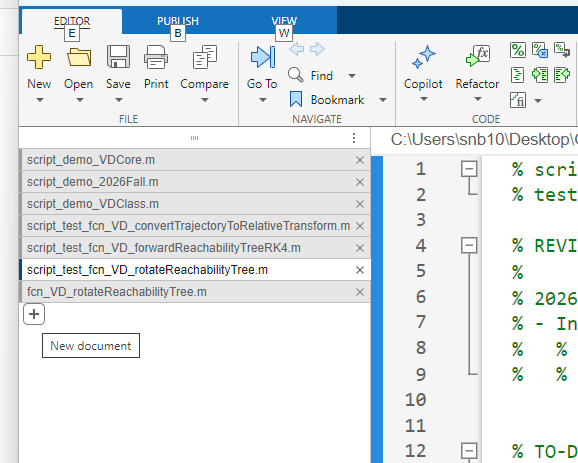 EDITOR PUBLISH VIEW
E B W
New Open Save Print Compare Go To Find Bookmark Copilot Refactor
FILE NAVIGATE CODE
C:\Users\snb10\Desktop\
script_demo_VDCore.m
script_demo_2026Fall.m
script_demo_VDClass.m
script_test_fcn_VD_convertTrajectoryToRelativeTransform.m
script_test_fcn_VD_forwardReachabilityTreeRK4.m
script_test_fcn_VD_rotateReachabilityTree.m
fcn_VD_rotateReachabilityTree.m
New document
1 % scri
2 % test
3
4 % REVI
5 %
6 % 2026
7 % - In
8 % %
9 % %
10
11
12 % TO-D